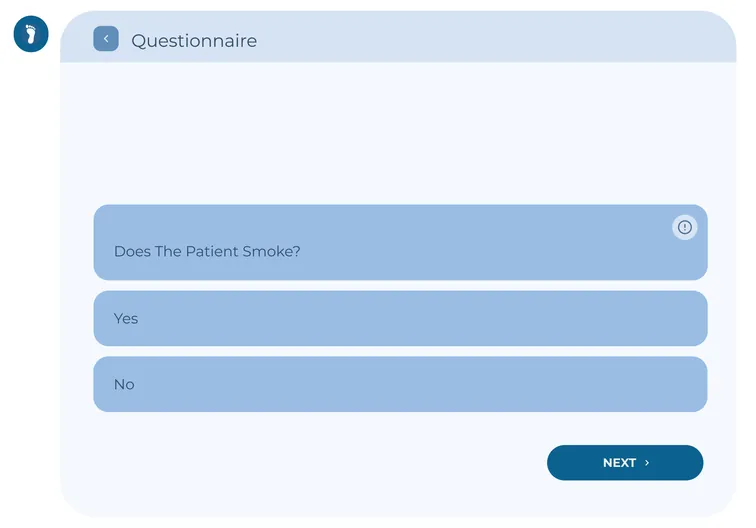 Questionnaire
Does The Patient Smoke?
Yes
No
NEXT